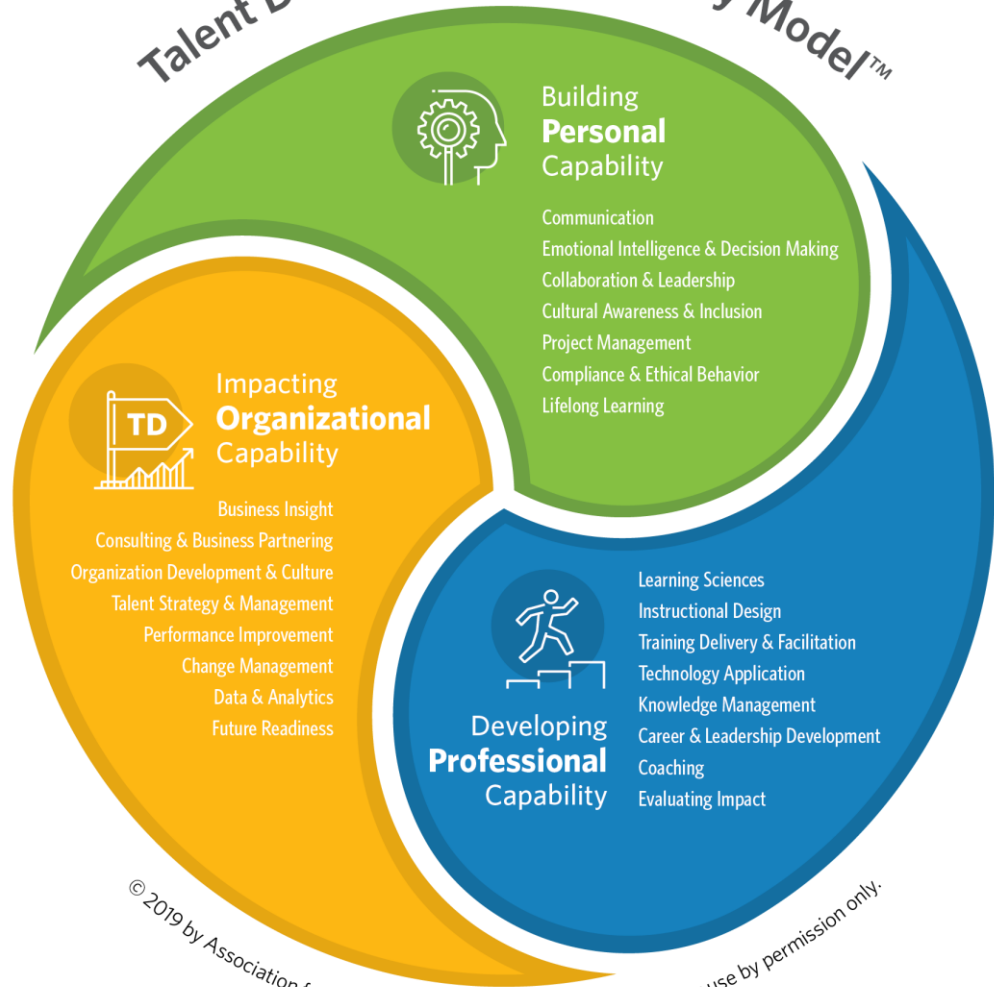 Talent
Model™
Building
Personal
Capability
Communication
Emotional Intelligence & Decision Making
Collaboration & Leadership
Cultural Awareness & Inclusion
Project Management
Compliance & Ethical Behavior
Lifelong Learning
TD
Impacting
Organizational
Capability
Business Insight
Consulting & Business Partnering
Organization Development & Culture
Talent Strategy & Management
Performance Improvement
Change Management
Data & Analytics
Future Readiness
Developing
Professional
Capability
Learning Sciences
Instructional Design
Training Delivery & Facilitation
Technology Application
Knowledge Management
Career & Leadership Development
Coaching
Evaluating Impact
© 2019 by Association
use by permission only.